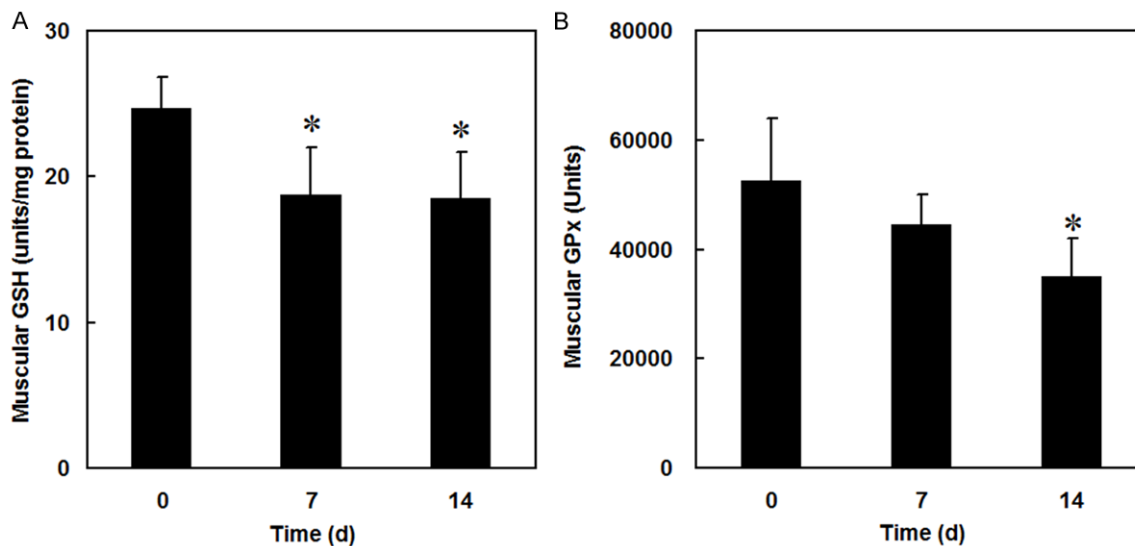 A
Muscular GSH (units/mg protein)
30
20
10
0
*
*
0 7 14
Time (d)
B
Muscular GPx (Units)
80000
60000
40000
20000
0
*
0 7 14
Time (d)